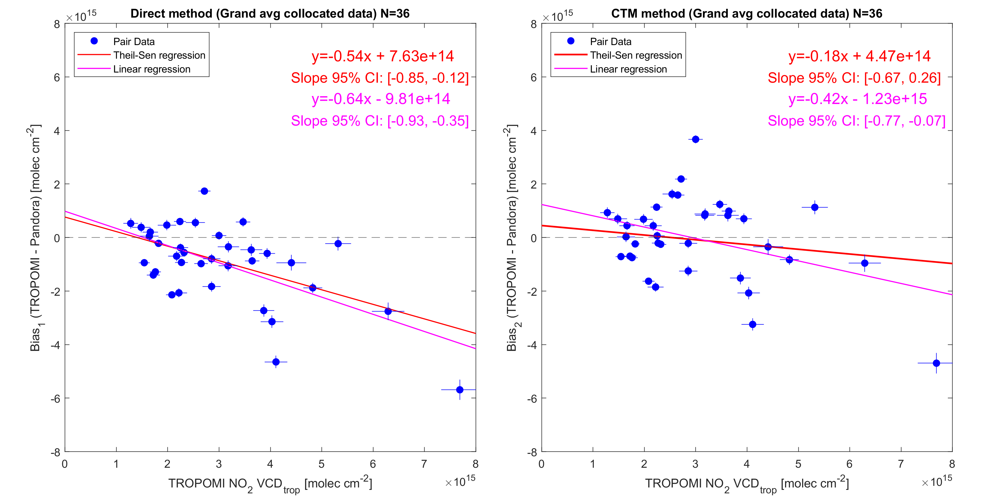 Direct method (Grand avg collocated data) N=36
×10^15
Pair Data
Theil-Sen regression
Linear regression
y=-0.54x + 7.63e+14
Slope 95% CI: [-0.85, -0.12]
y=-0.64x - 9.81e+14
Slope 95% CI: [-0.93, -0.35]
8
6
4
2
0
-2
-4
-6
-8
Bias_1 (TROPOMI - Pandora) [molec cm^-2]
0 1 2 3 4 5 6 7 8
×10^15
TROPOMI NO_2 VCD_trop [molec cm^-2]
CTM method (Grand avg collocated data) N=36
×10^15
Pair Data
Theil-Sen regression
Linear regression
y=-0.18x + 4.47e+14
Slope 95% CI: [-0.67, 0.26]
y=-0.42x - 1.23e+15
Slope 95% CI: [-0.77, -0.07]
8
6
4
2
0
-2
-4
-6
-8
Bias_2 (TROPOMI - Pandora) [molec cm^-2]
0 1 2 3 4 5 6 7 8
×10^15
TROPOMI NO_2 VCD_trop [molec cm^-2]